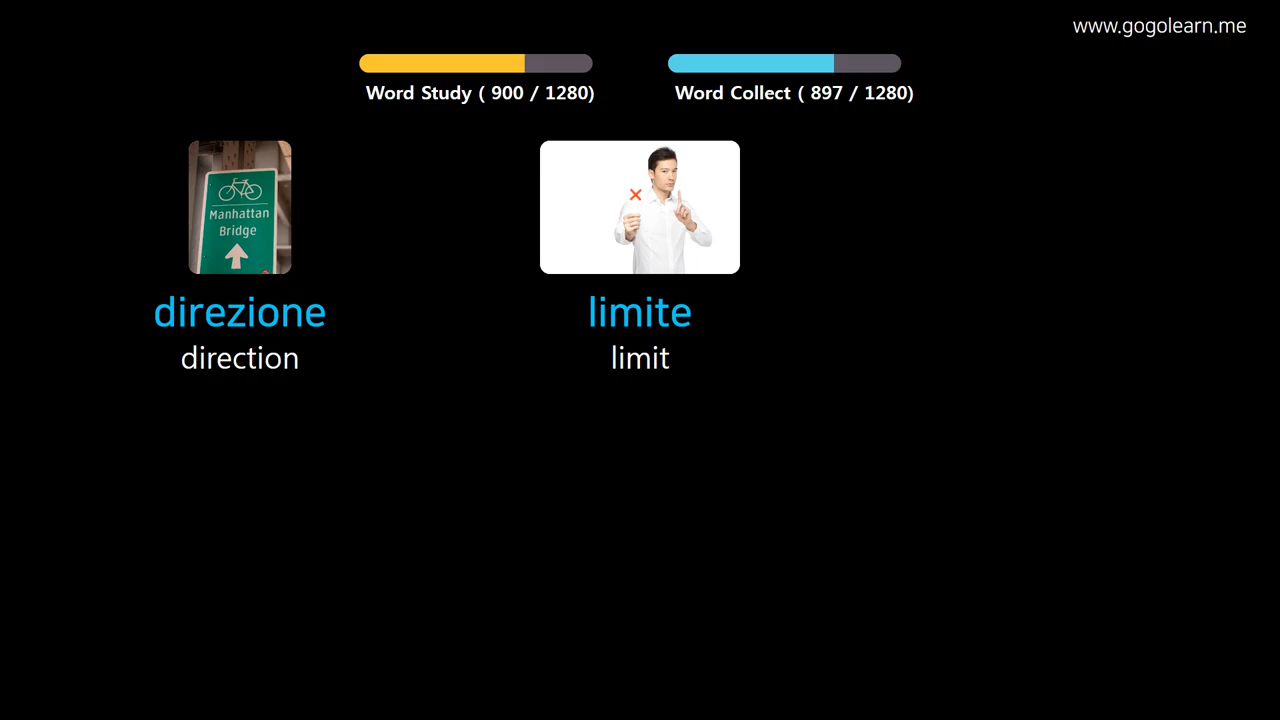 www.gogolearn.me
Word Study ( 900 / 1280)
Word Collect ( 897 / 1280)
Manhattan
Bridge
direzione
direction
limite
limit